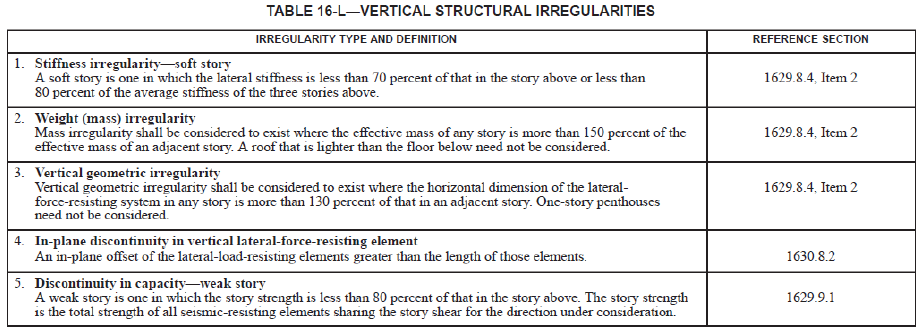 TABLE 16-L—VERTICAL STRUCTURAL IRREGULARITIES
IRREGULARITY TYPE AND DEFINITION
REFERENCE SECTION
1. Stiffness irregularity—soft story
A soft story is one in which the lateral stiffness is less than 70 percent of that in the story above or less than
80 percent of the average stiffness of the three stories above.
1629.8.4, Item 2
2. Weight (mass) irregularity
Mass irregularity shall be considered to exist where the effective mass of any story is more than 150 percent of the
effective mass of an adjacent story. A roof that is lighter than the floor below need not be considered.
1629.8.4, Item 2
3. Vertical geometric irregularity
Vertical geometric irregularity shall be considered to exist where the horizontal dimension of the lateral-
force-resisting system in any story is more than 130 percent of that in an adjacent story. One-story penthouses
need not be considered.
1629.8.4, Item 2
4. In-plane discontinuity in vertical lateral-force-resisting element
An in-plane offset of the lateral-load-resisting elements greater than the length of those elements.
1630.8.2
5. Discontinuity in capacity—weak story
A weak story is one in which the story strength is less than 80 percent of that in the story above. The story strength
is the total strength of all seismic-resisting elements sharing the story shear for the direction under consideration.
1629.9.1